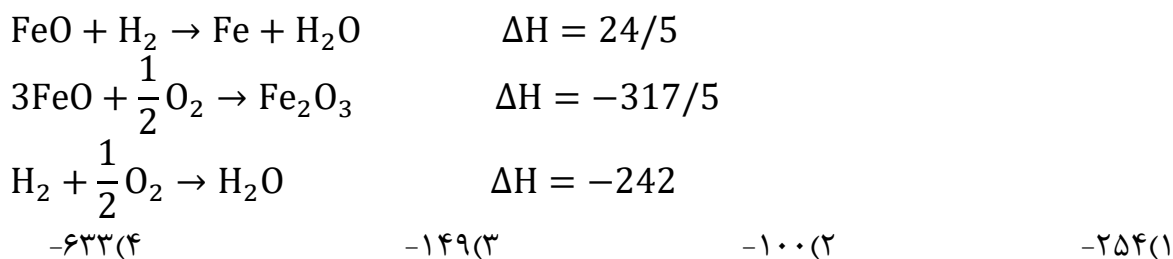 FeO + H₂ → Fe + H₂O ΔH = 24/5
3FeO + 1/2 O₂ → Fe₂O₃ ΔH = −317/5
H₂ + 1/2 O₂ → H₂O ΔH = −242
۱)۲۵۴- ۲)۱۰۰- ۳)۱۴۹- ۴)۶۳۳-